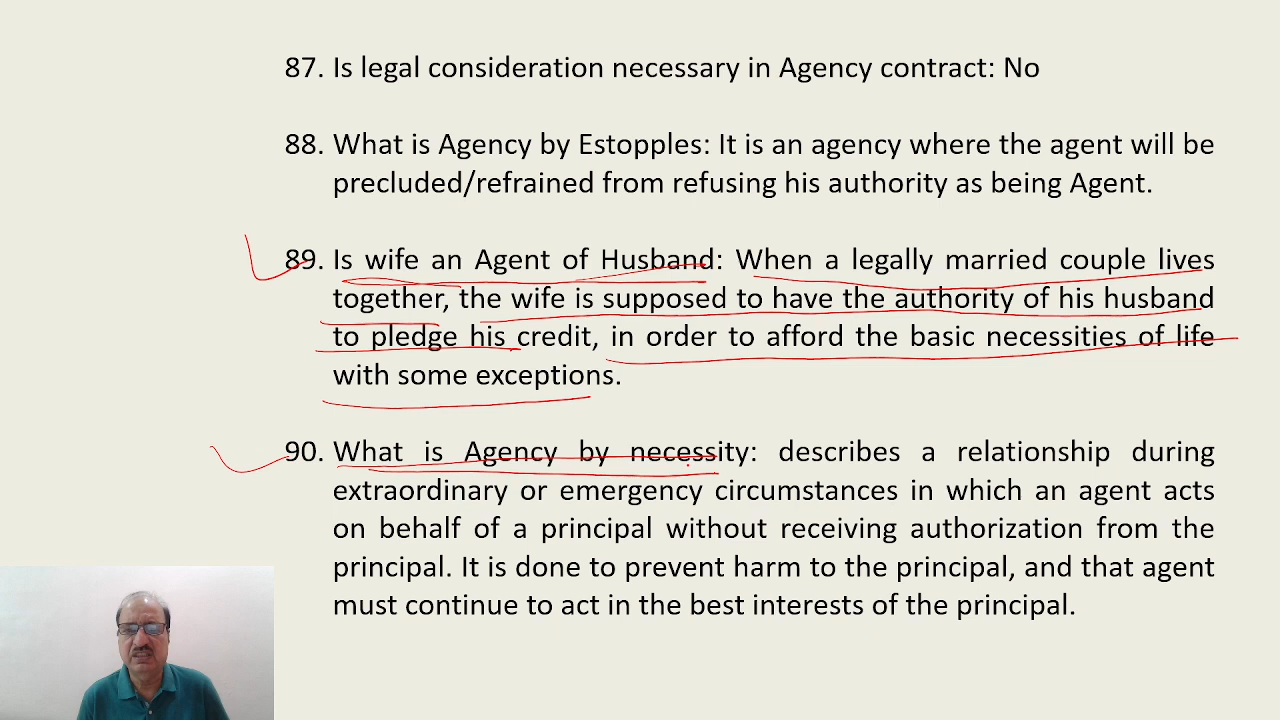 87. Is legal consideration necessary in Agency contract: No
88. What is Agency by Estopples: It is an agency where the agent will be
precluded/refrained from refusing his authority as being Agent.
89. Is wife an Agent of Husband: When a legally married couple lives
together, the wife is supposed to have the authority of his husband
to pledge his credit, in order to afford the basic necessities of life
with some exceptions.
90. What is Agency by necessity: describes a relationship during
extraordinary or emergency circumstances in which an agent acts
on behalf of a principal without receiving authorization from the
principal. It is done to prevent harm to the principal, and that agent
must continue to act in the best interests of the principal.